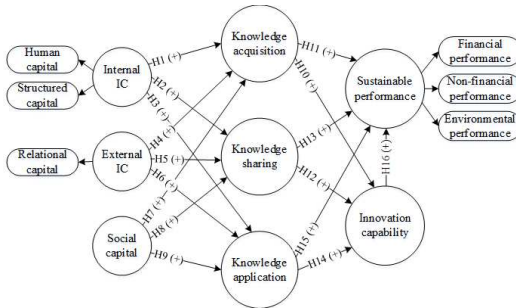 Human
capital
Structured
capital
Relational
capital
Internal
IC
External
IC
Social
capital
H1 (+)
H2 (+)
H3 (+)
H4 (+)
H5 (+)
H6 (+)
H7 (+)
H8 (+)
H9 (+)
Knowledge
acquisition
Knowledge
sharing
Knowledge
application
H11 (+)
H10 (+)
H13 (+)
H12 (+)
H15 (+)
H14 (+)
Sustainable
performance
H16 (+)
Innovation
capability
Financial
performance
Non-financial
performance
Environmental
performance